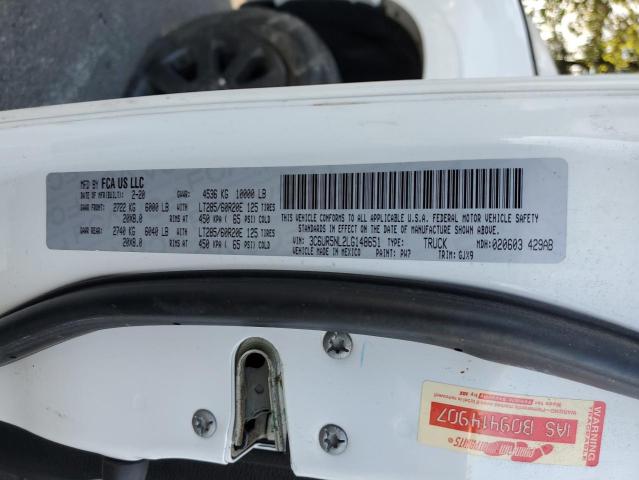 MFD BY FCA US LLC
DATE OF MFR(BUILT): 2-20 GVWR: 4536 KG 10000 LB
GAWR FRONT: 2722 KG 6000 LB LT285/60R20E 125 TIRES
20X8.0 RIMS AT 450 KPA ( 65 PSI) COLD
GAWR REAR: 2740 KG 6040 LB LT285/60R20E 125 TIRES
20X8.0 RIMS AT 450 KPA ( 65 PSI) COLD
THIS VEHICLE CONFORMS TO ALL APPLICABLE U.S.A. FEDERAL MOTOR VEHICLE SAFETY
STANDARDS IN EFFECT ON THE DATE OF MANUFACTURE SHOWN ABOVE
VIN: 3C6UR5NL2LG148651 TYPE: TRUCK MDH: 020603 429AB
VEHICLE MADE IN MEXICO PAINT: PW7 TRIM: GJX9
WARNING
IAS B09414907